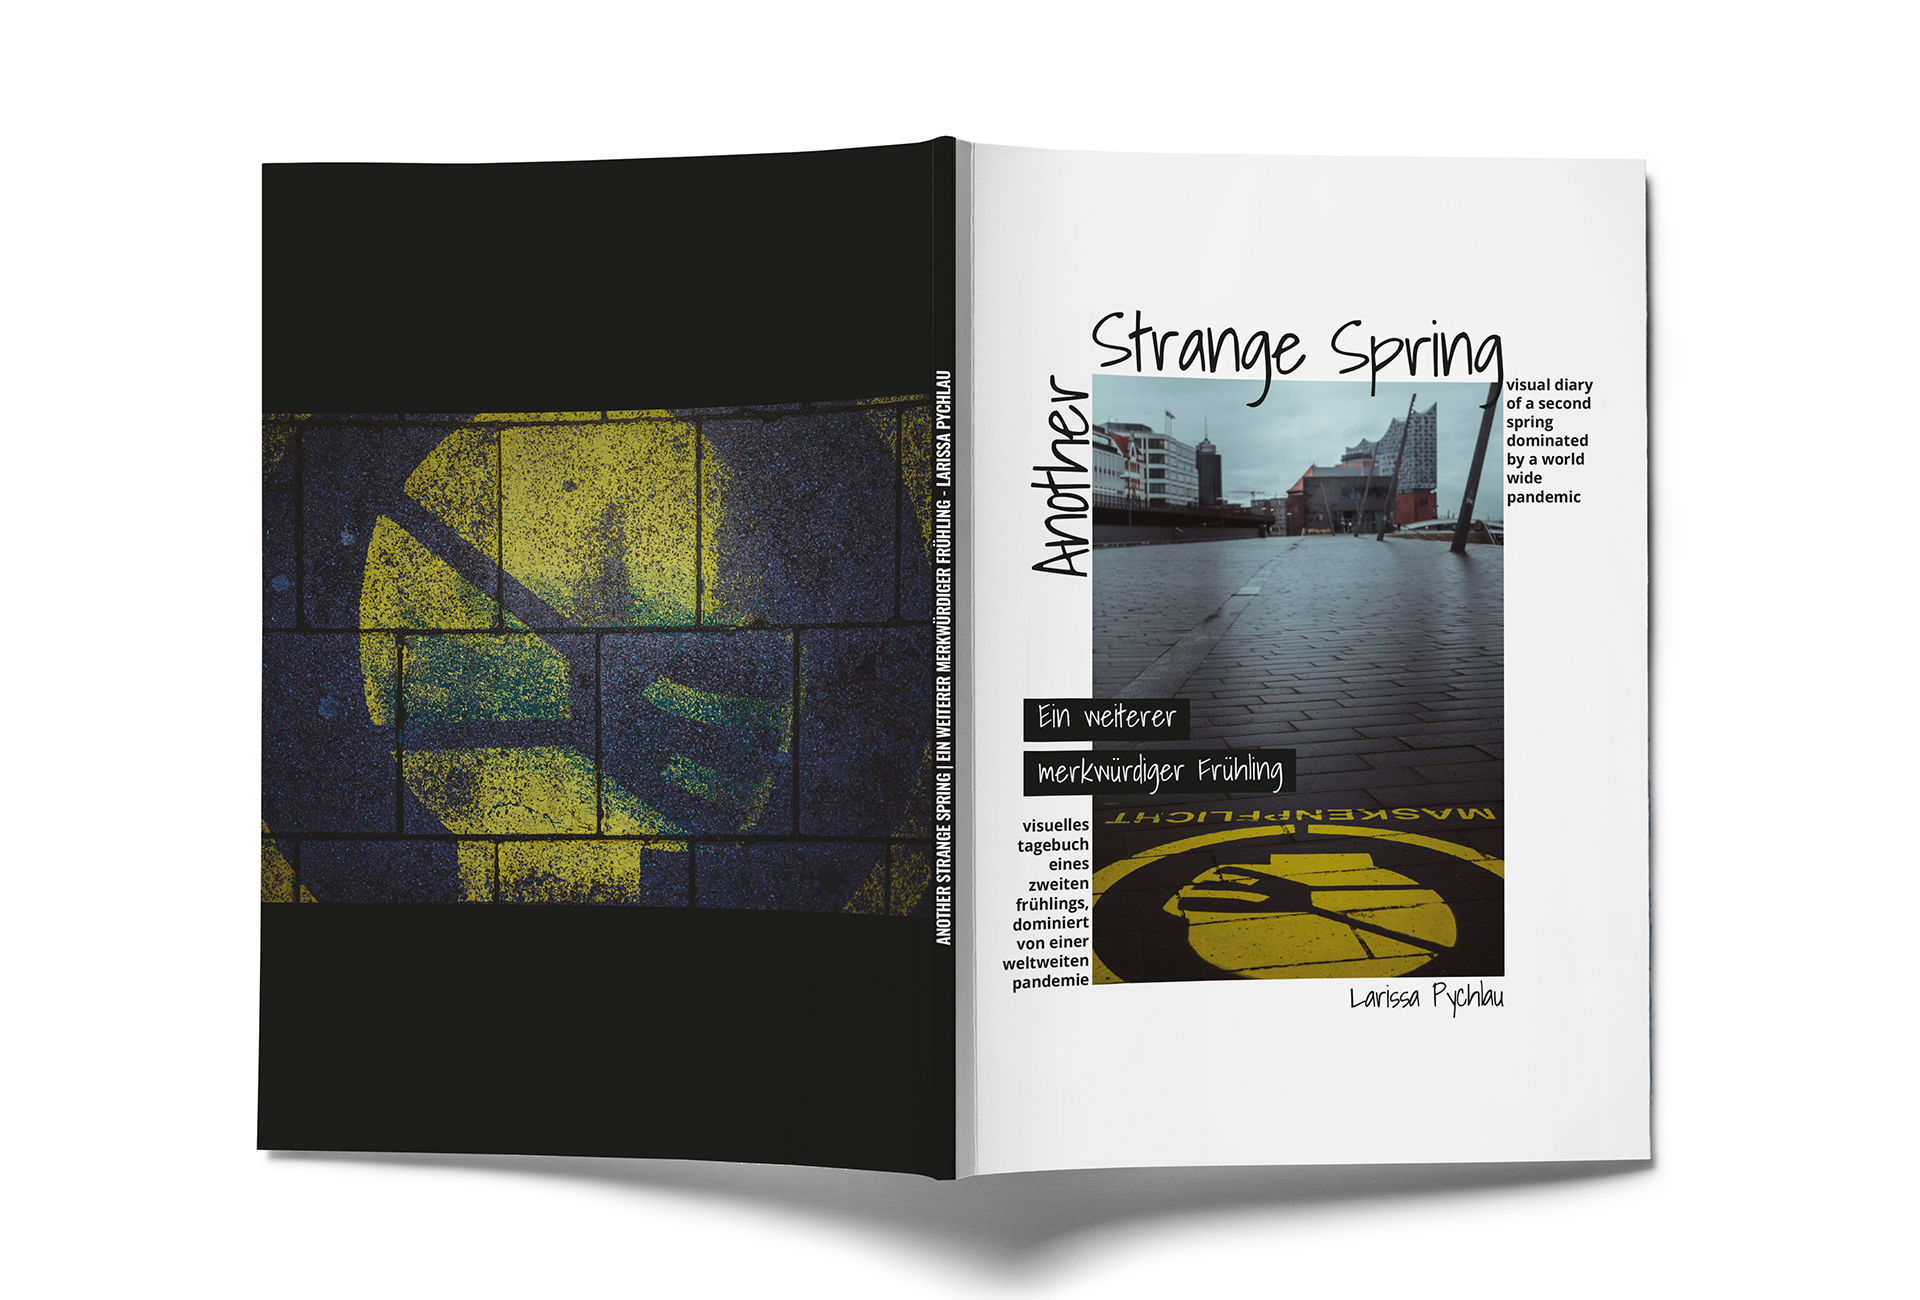 ANOTHER STRANGE SPRING | EIN WEITERER MERKWÜRDIGER FRÜHLING - LARISSA PYCHLAU
Another
Strange Spring
visual diary
of a second
spring
dominated
by a world
wide
pandemic
Ein weiterer
merkwürdiger Frühling
MASKENPFLICHT
visuelles
tagebuch
eines
zweiten
frühlings,
dominiert
von einer
weltweiten
pandemie
Larissa Pychlau